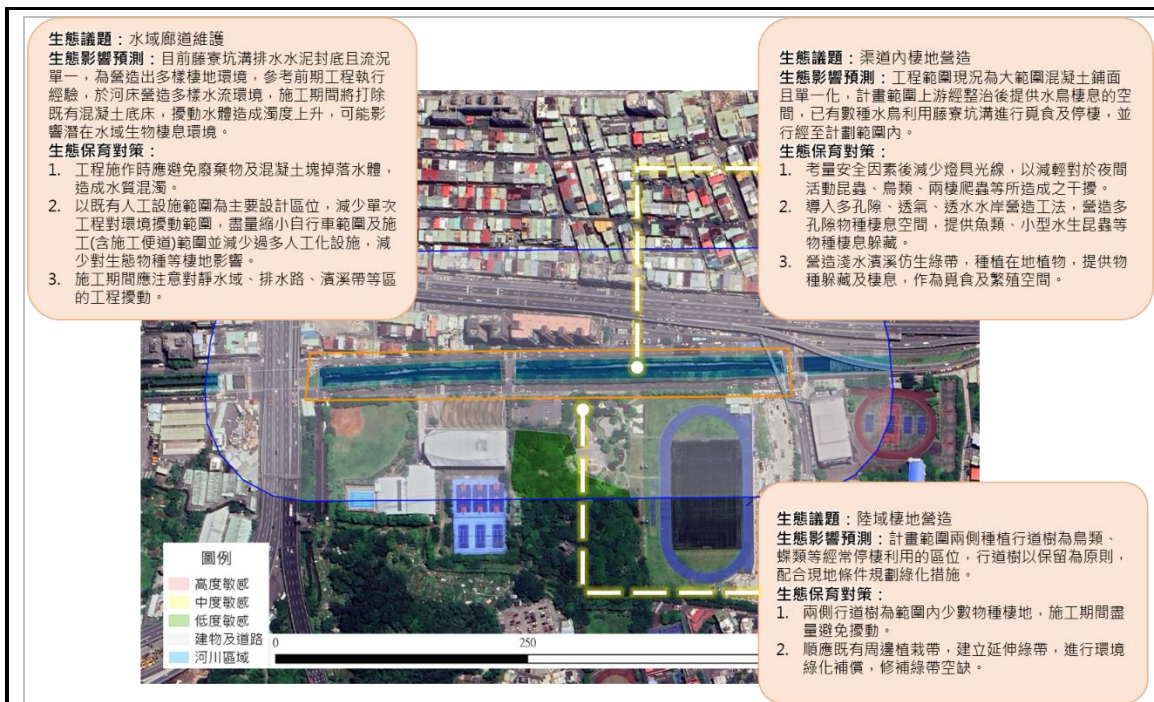 生態議題：水域廊道維護
生態影響預測：目前藤寮坑溝排水水泥封底且流況
單一，為營造出多樣棲地環境，參考前期工程執行
經驗，於河床營造多樣水流環境，施工期間將打除
既有混凝土底床，擾動水體造成濁度上升，可能影
響潛在水域生物棲息環境。
生態保育對策：
1. 工程施作時應避免廢棄物及混凝土塊掉落水體，
造成水質混濁。
2. 以既有人工設施範圍為主要設計區位，減少單次
工程對環境擾動範圍，盡量縮小自行車範圍及施
工(含施工便道)範圍並減少過多人工化設施，減
少對生態物種等棲地影響。
3. 施工期間應注意對靜水域、排水路、濱溪帶等區
的工程擾動。
生態議題：渠道內棲地營造
生態影響預測：工程範圍現況為大範圍混凝土鋪面
且單一化，計畫範圍上游經整治後提供水鳥棲息的空
間，已有數種水鳥利用藤寮坑溝進行覓食及停棲，並
行經至計劃範圍內。
生態保育對策：
1. 考量安全因素後減少燈具光線，以減輕對於夜間
活動昆蟲、鳥類、兩棲爬蟲等所造成之干擾。
2. 導入多孔隙、透氣、透水水岸營造工法，營造多
孔隙物種棲息空間，提供魚類、小型水生昆蟲等
物種棲息躲藏。
3. 營造淺水濱溪仿生綠帶，種植在地植物，提供物
種躲藏及棲息，作為覓食及繁殖空間。
生態議題：陸域棲地營造
生態影響預測：計畫範圍兩側種植行道樹為鳥類、
蝶類等經常停棲利用的區位，行道樹以保留為原則，
配合現地條件規劃綠化措施。
生態保育對策：
1. 兩側行道樹為範圍內少數物種棲地，施工期間盡
量避免擾動。
2. 順應既有周邊植栽帶，建立延伸綠帶，進行環境
綠化補償，修補綠帶空缺。
圖例
高度敏感
中度敏感
低度敏感
建物及道路
河川區域
0 250